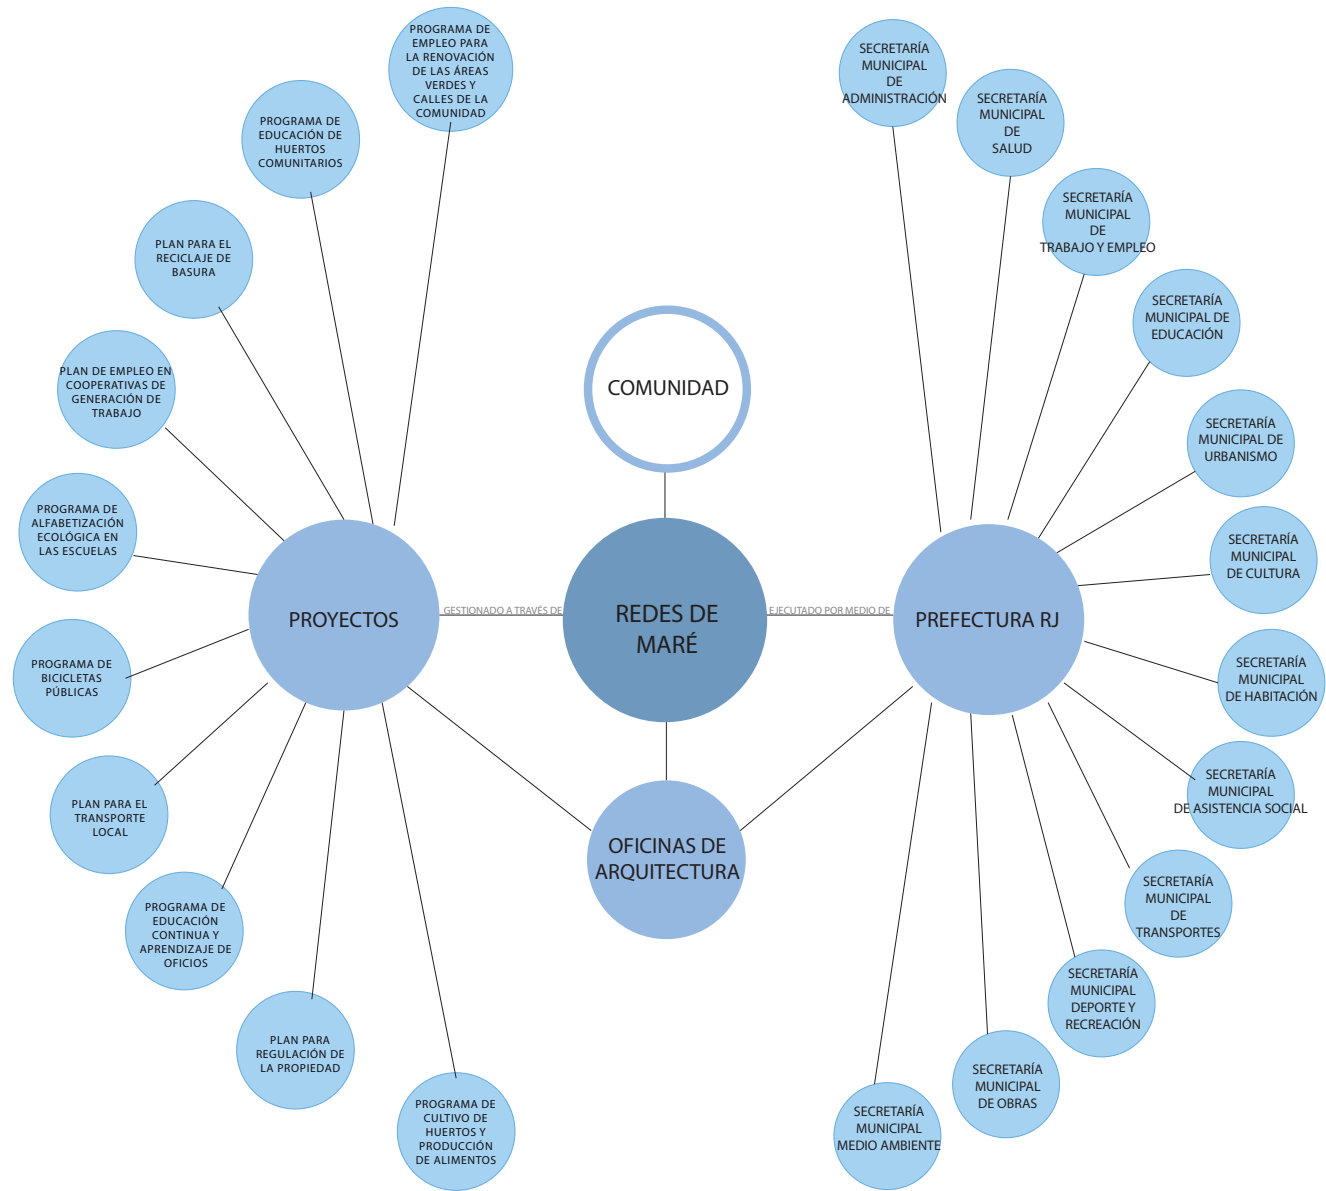 PROGRAMA DE
EMPLEO PARA
LA RENOVACIÓN
DE LAS ÁREAS
VERDES Y
CALLES DE LA
COMUNIDAD
PROGRAMA DE
EDUCACIÓN DE
HUERTOS
COMUNITARIOS
PLAN PARA EL
RECICLAJE DE
BASURA
PLAN DE EMPLEO EN
COOPERATIVAS DE
GENERACIÓN DE
TRABAJO
PROGRAMA DE
ALFABETIZACIÓN
ECOLÓGICA EN
LAS ESCUELAS
PROGRAMA DE
BICICLETAS
PÚBLICAS
PLAN PARA EL
TRANSPORTE
LOCAL
PROGRAMA DE
EDUCACIÓN
CONTINUA Y
APRENDIZAJE DE
OFICIOS
PLAN PARA
REGULACIÓN DE
LA PROPIEDAD
PROGRAMA DE
CULTIVO DE
HUERTOS Y
PRODUCCIÓN
DE ALIMENTOS
PROYECTOS
GESTIONADO A TRAVÉS DE
COMUNIDAD
REDES DE
MARÉ
OFICINAS DE
ARQUITECTURA
EJECUTADO POR MEDIO DE
PREFECTURA RJ
SECRETARÍA
MUNICIPAL
DE
ADMINISTRACIÓN
SECRETARÍA
MUNICIPAL
DE
SALUD
SECRETARÍA
MUNICIPAL
DE
TRABAJO Y EMPLEO
SECRETARÍA
MUNICIPAL DE
EDUCACIÓN
SECRETARÍA
MUNICIPAL DE
URBANISMO
SECRETARÍA
MUNICIPAL
DE CULTURA
SECRETARÍA
MUNICIPAL
DE HABITACIÓN
SECRETARÍA
MUNICIPAL
DE ASISTENCIA SOCIAL
SECRETARÍA
MUNICIPAL
DE
TRANSPORTES
SECRETARÍA
MUNICIPAL
DEPORTE Y
RECREACIÓN
SECRETARÍA
MUNICIPAL
DE OBRAS
SECRETARÍA
MUNICIPAL
MEDIO AMBIENTE